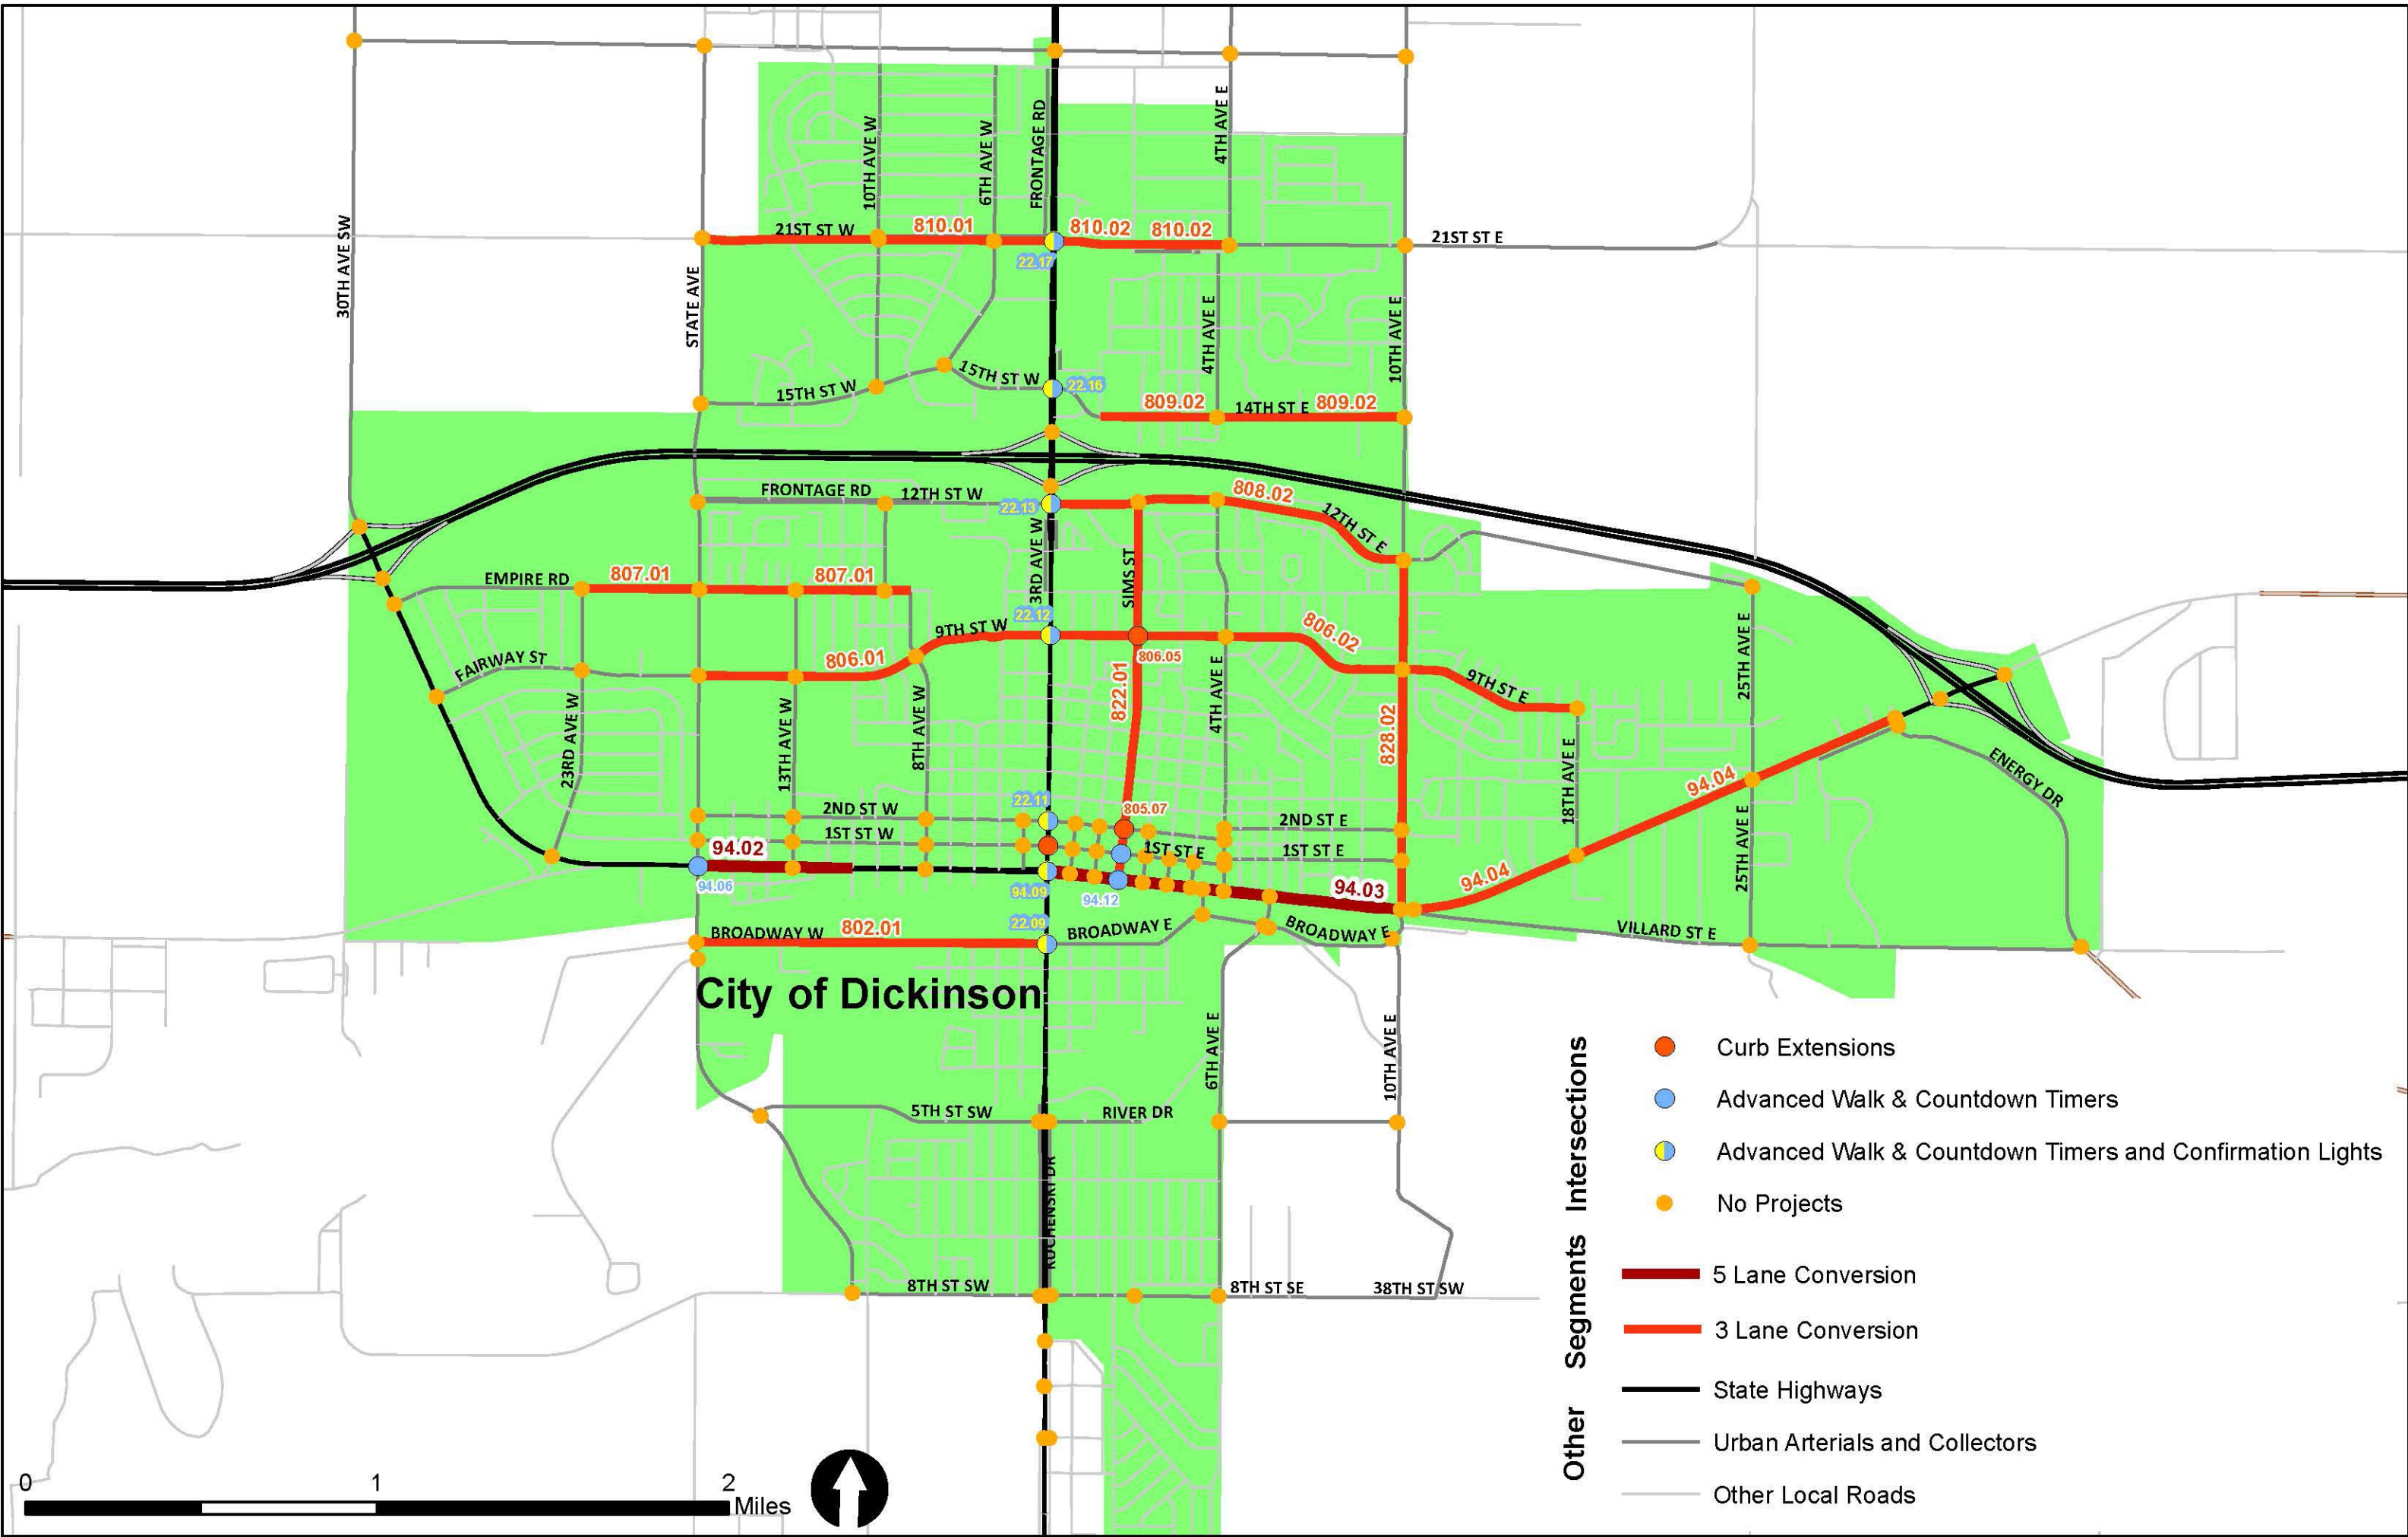 10TH AVE W
6TH AVE W
FRONTAGE RD
4TH AVE E
30TH AVE SW
STATE AVE
21ST ST W
810.01
810.02
810.02
21ST ST E
22.17
4TH AVE E
10TH AVE E
15TH ST W
15TH ST W
22.16
809.02
14TH ST E
809.02
FRONTAGE RD
12TH ST W
22.13
808.02
12TH ST E
3RD AVE W
SIMS ST
EMPIRE RD
807.01
807.01
22.12
9TH ST W
806.01
806.02
806.05
FAIRWAY ST
822.01
4TH AVE E
9TH ST E
25TH AVE E
23RD AVE W
13TH AVE W
8TH AVE W
828.02
18TH AVE E
94.04
ENERGY DR
22.11
805.07
2ND ST W
2ND ST E
1ST ST W
1ST ST E
1ST ST E
25TH AVE E
94.02
94.06
94.09
94.12
94.03
94.04
22.09
BROADWAY W
802.01
BROADWAY E
BROADWAY E
VILLARD ST E
City of Dickinson
6TH AVE E
10TH AVE E
5TH ST SW
RIVER DR
KUCHENSKI DR
8TH ST SW
8TH ST SE
38TH ST SW
Intersections
Curb Extensions
Advanced Walk & Countdown Timers
Advanced Walk & Countdown Timers and Confirmation Lights
No Projects
Segments
5 Lane Conversion
3 Lane Conversion
Other
State Highways
Urban Arterials and Collectors
Other Local Roads
0 1 2
Miles